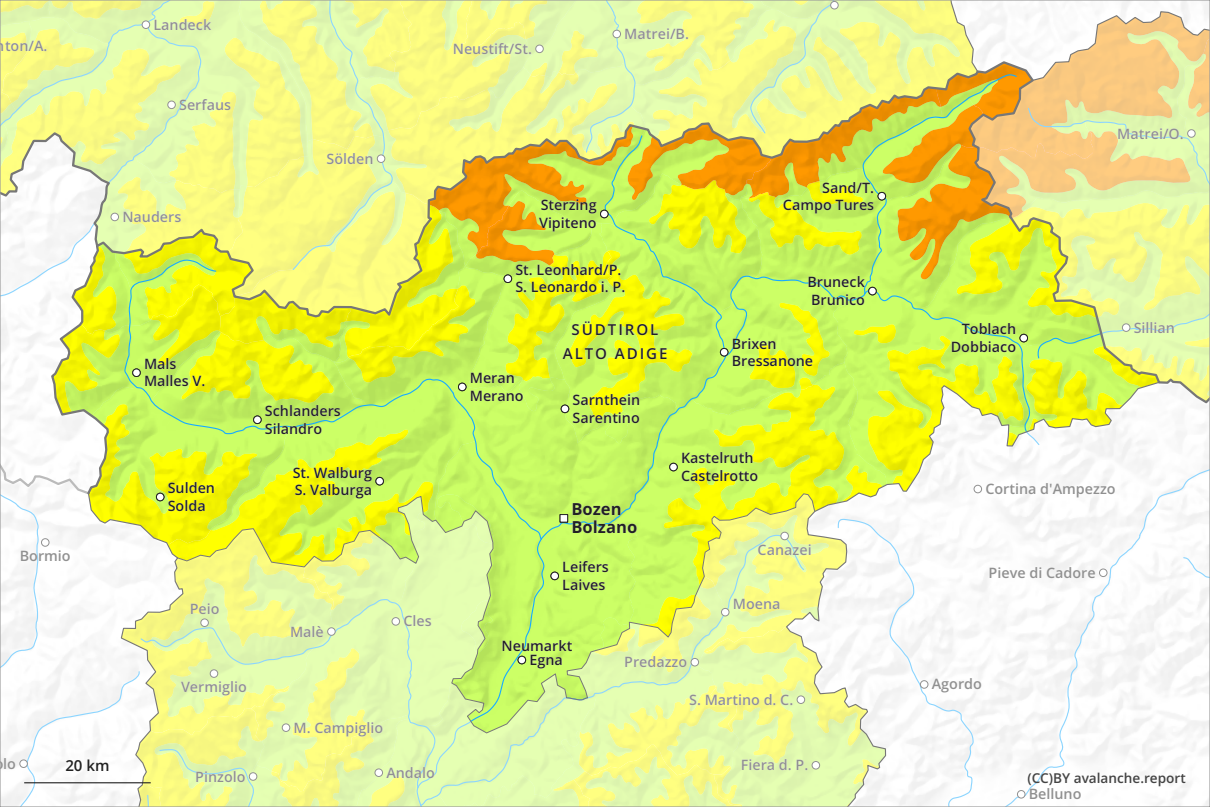 Landeck
Matrei/B.
Neustift/St.
nton/A.
Serfaus
Matrei/O.
Sölden
Sand/T.
Campo Tures
Nauders
Sterzing
Vipiteno
St. Leonhard/P.
S. Leonardo i. P.
Bruneck
Brunico
SÜDTIROL
ALTO ADIGE
Toblach
Dobbiaco
Sillian
Brixen
Bressanone
Mals
Malles V.
Meran
Merano
Schlanders
Silandro
Sarnthein
Sarentino
St. Walburg
S. Valburga
Kastelruth
Castelrotto
Sulden
Solda
Cortina d'Ampezzo
Bozen
Bolzano
Bormio
Canazei
Leifers
Laives
Pieve di Cadore
Peio
Moena
Cles
Malè
Neumarkt
Egna
Predazzo
Vermiglio
Agordo
S. Martino d. C.
M. Campiglio
20 km
olo
Pinzolo
Andalo
Fiera d. P.
(CC)BY avalanche.report
Belluno